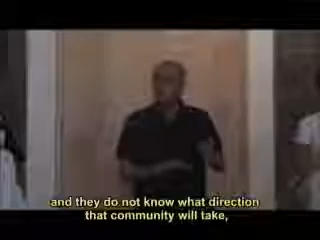 and they do not know what direction
that community will take,